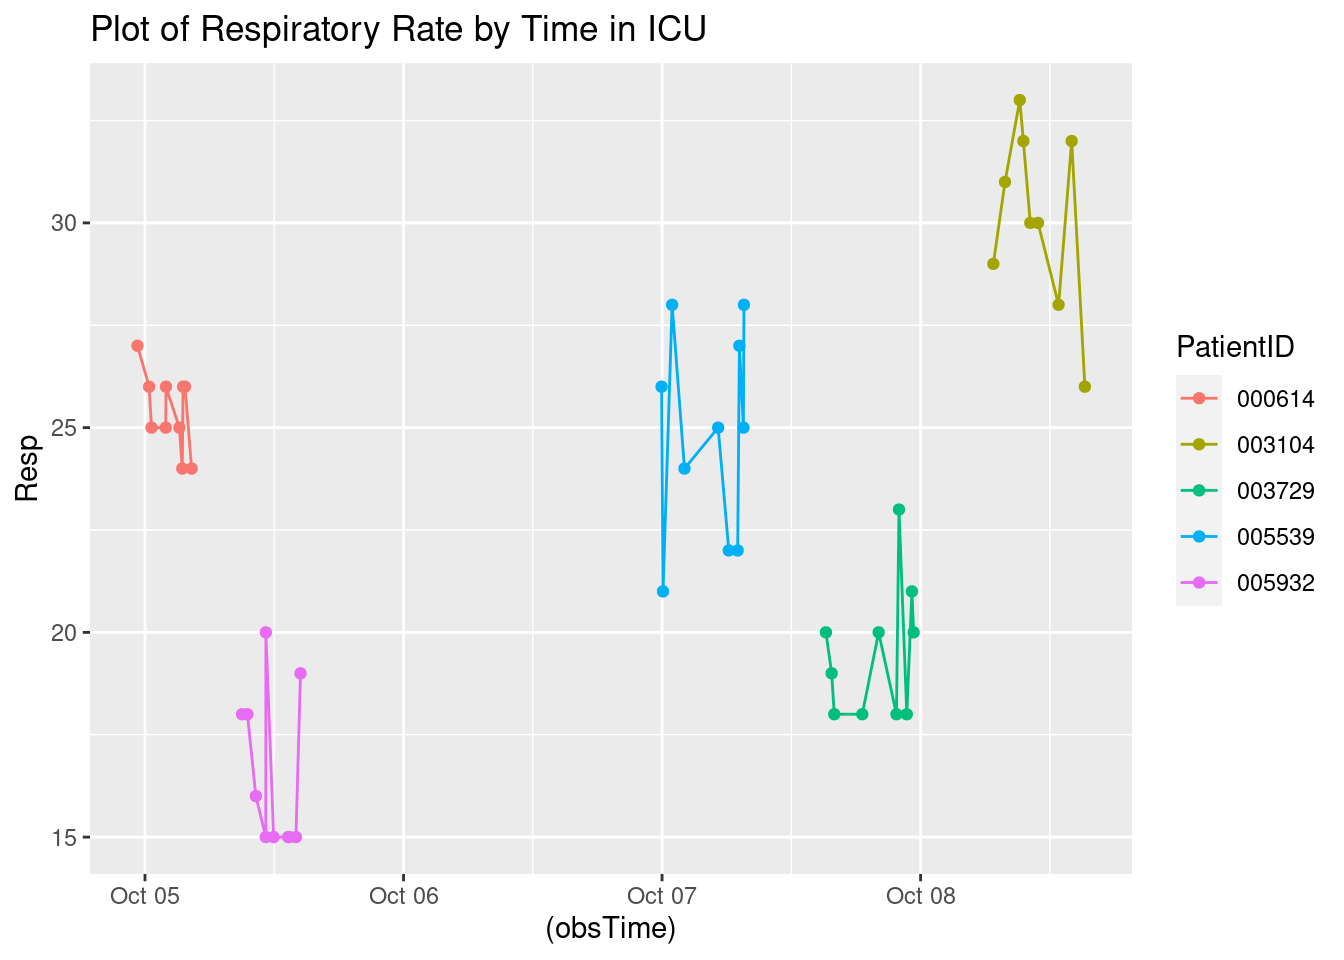 Plot of Respiratory Rate by Time in ICU
Resp
30
25
20
15
Oct 05
Oct 06
Oct 07
Oct 08
(obsTime)
PatientID
000614
003104
003729
005539
005932